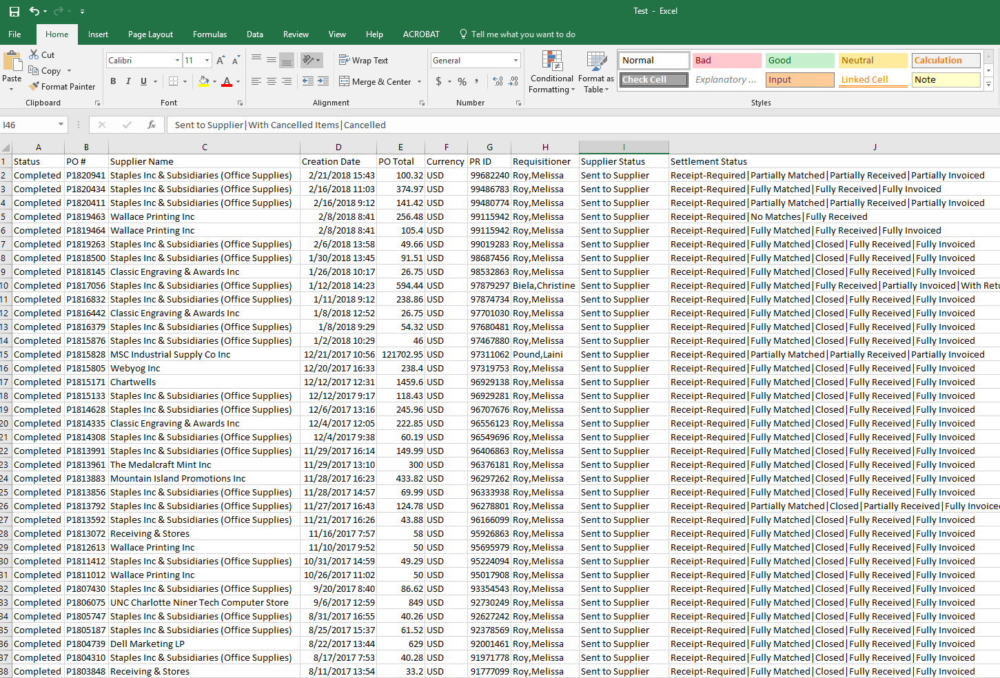 Test - Excel
File Home Insert Page Layout Formulas Data Review View Help ACROBAT Tell me what you want to do
Cut
Copy
Format Painter
Paste
Clipboard
Calibri 11
B I U A
Font
Wrap Text
Merge & Center
Alignment
General
$ % ,
Number
Conditional Formatting
Format as Table
Normal Bad Good Neutral Calculation
Check Cell Explanatory ... Input Linked Cell Note
Styles
I46 fx Sent to Supplier|With Cancelled Items|Cancelled
A B C D E F G H I J
1 Status PO # Supplier Name Creation Date PO Total Currency PR ID Requisitioner Supplier Status Settlement Status
2 Completed P1820941 Staples Inc & Subsidiaries (Office Supplies) 2/21/2018 15:43 100.32 USD 99682240 Roy,Melissa Sent to Supplier Receipt-Required|Partially Matched|Partially Received|Partially Invoiced
3 Completed P1820434 Staples Inc & Subsidiaries (Office Supplies) 2/16/2018 11:03 374.97 USD 99486783 Roy,Melissa Sent to Supplier Receipt-Required|Fully Matched|Fully Received|Fully Invoiced
4 Completed P1820411 Staples Inc & Subsidiaries (Office Supplies) 2/16/2018 9:12 141.42 USD 99480774 Roy,Melissa Sent to Supplier Receipt-Required|Partially Matched|Partially Received|Partially Invoiced
5 Completed P1819463 Wallace Printing Inc 2/8/2018 8:41 256.48 USD 99115942 Roy,Melissa Sent to Supplier Receipt-Required|No Matches|Fully Received
6 Completed P1819464 Wallace Printing Inc 2/8/2018 8:41 105.4 USD 99115942 Roy,Melissa Sent to Supplier Receipt-Required|Fully Matched|Fully Received|Fully Invoiced
7 Completed P1819263 Staples Inc & Subsidiaries (Office Supplies) 2/6/2018 13:58 49.66 USD 99019283 Roy,Melissa Sent to Supplier Receipt-Required|Fully Matched|Closed|Fully Received|Fully Invoiced
8 Completed P1818500 Staples Inc & Subsidiaries (Office Supplies) 1/30/2018 13:45 91.51 USD 98687456 Roy,Melissa Sent to Supplier Receipt-Required|Fully Matched|Closed|Fully Received|Fully Invoiced
9 Completed P1818145 Classic Engraving & Awards Inc 1/26/2018 10:17 26.75 USD 98532863 Roy,Melissa Sent to Supplier Receipt-Required|Fully Matched|Closed|Fully Received|Fully Invoiced
10 Completed P1817056 Staples Inc & Subsidiaries (Office Supplies) 1/12/2018 14:23 594.44 USD 97879297 Biela,Christine Sent to Supplier Receipt-Required|Fully Matched|Fully Received|Partially Invoiced|With Retu
11 Completed P1816832 Staples Inc & Subsidiaries (Office Supplies) 1/11/2018 9:12 238.86 USD 97874734 Roy,Melissa Sent to Supplier Receipt-Required|Fully Matched|Closed|Fully Received|Fully Invoiced
12 Completed P1816442 Classic Engraving & Awards Inc 1/8/2018 12:52 26.75 USD 97701030 Roy,Melissa Sent to Supplier Receipt-Required|Fully Matched|Closed|Fully Received|Fully Invoiced
13 Completed P1816379 Staples Inc & Subsidiaries (Office Supplies) 1/8/2018 9:29 54.32 USD 97680481 Roy,Melissa Sent to Supplier Receipt-Required|Fully Matched|Closed|Fully Received|Fully Invoiced
14 Completed P1815876 Staples Inc & Subsidiaries (Office Supplies) 1/2/2018 10:29 46 USD 97467880 Roy,Melissa Sent to Supplier Receipt-Required|Fully Matched|Closed|Fully Received|Fully Invoiced
15 Completed P1815828 MSC Industrial Supply Co Inc 12/21/2017 10:56 121702.95 USD 97311062 Pound,Laini Sent to Supplier Receipt-Required|Partially Matched|Partially Received|Partially Invoiced
16 Completed P1815805 Webyog Inc 12/20/2017 16:33 238.4 USD 97319753 Roy,Melissa Sent to Supplier Receipt-Required|Fully Matched|Closed|Fully Received|Fully Invoiced
17 Completed P1815171 Chartwells 12/12/2017 12:31 1459.6 USD 96929138 Roy,Melissa Sent to Supplier Receipt-Required|Fully Matched|Closed|Fully Received|Fully Invoiced
18 Completed P1815133 Staples Inc & Subsidiaries (Office Supplies) 12/12/2017 9:17 118.43 USD 96929281 Roy,Melissa Sent to Supplier Receipt-Required|Fully Matched|Closed|Fully Received|Fully Invoiced
19 Completed P1814628 Staples Inc & Subsidiaries (Office Supplies) 12/6/2017 13:16 245.96 USD 96707676 Roy,Melissa Sent to Supplier Receipt-Required|Fully Matched|Closed|Fully Received|Fully Invoiced
20 Completed P1814335 Classic Engraving & Awards Inc 12/4/2017 12:05 222.85 USD 96556123 Roy,Melissa Sent to Supplier Receipt-Required|Fully Matched|Closed|Fully Received|Fully Invoiced
21 Completed P1814308 Staples Inc & Subsidiaries (Office Supplies) 12/4/2017 9:38 60.19 USD 96549696 Roy,Melissa Sent to Supplier Receipt-Required|Fully Matched|Closed|Fully Received|Fully Invoiced
22 Completed P1813991 Staples Inc & Subsidiaries (Office Supplies) 11/29/2017 16:14 149.99 USD 96406863 Roy,Melissa Sent to Supplier Receipt-Required|Fully Matched|Closed|Fully Received|Fully Invoiced
23 Completed P1813961 The Medalcraft Mint Inc 11/29/2017 13:10 300 USD 96376181 Roy,Melissa Sent to Supplier Receipt-Required|Fully Matched|Closed|Fully Received|Fully Invoiced
24 Completed P1813883 Mountain Island Promotions Inc 11/28/2017 16:23 433.82 USD 96297262 Roy,Melissa Sent to Supplier Receipt-Required|Fully Matched|Closed|Fully Received|Fully Invoiced
25 Completed P1813856 Staples Inc & Subsidiaries (Office Supplies) 11/28/2017 14:57 69.99 USD 96333938 Roy,Melissa Sent to Supplier Receipt-Required|Fully Matched|Closed|Fully Received|Fully Invoiced
26 Completed P1813792 Staples Inc & Subsidiaries (Office Supplies) 11/27/2017 16:43 124.78 USD 96278801 Roy,Melissa Sent to Supplier Receipt-Required|Partially Matched|Closed|Partially Received|Fully Invoiced
27 Completed P1813592 Staples Inc & Subsidiaries (Office Supplies) 11/21/2017 16:26 43.88 USD 96166099 Roy,Melissa Sent to Supplier Receipt-Required|Fully Matched|Closed|Fully Received|Fully Invoiced
28 Completed P1813072 Receiving & Stores 11/16/2017 7:57 58 USD 95926863 Roy,Melissa Sent to Supplier Receipt-Required|Fully Matched|Closed|Fully Received|Fully Invoiced
29 Completed P1812613 Wallace Printing Inc 11/10/2017 9:52 50 USD 95695979 Roy,Melissa Sent to Supplier Receipt-Required|Fully Matched|Closed|Fully Received|Fully Invoiced
30 Completed P1811412 Staples Inc & Subsidiaries (Office Supplies) 10/31/2017 14:59 49.29 USD 95224094 Roy,Melissa Sent to Supplier Receipt-Required|Fully Matched|Closed|Fully Received|Fully Invoiced
31 Completed P1811012 Wallace Printing Inc 10/26/2017 11:02 50 USD 95017908 Roy,Melissa Sent to Supplier Receipt-Required|Fully Matched|Closed|Fully Received|Fully Invoiced
32 Completed P1807430 Staples Inc & Subsidiaries (Office Supplies) 9/20/2017 8:40 86.62 USD 93354543 Roy,Melissa Sent to Supplier Receipt-Required|Fully Matched|Closed|Fully Received|Fully Invoiced
33 Completed P1806075 UNC Charlotte Niner Tech Computer Store 9/6/2017 12:59 849 USD 92730249 Roy,Melissa Sent to Supplier Receipt-Required|Fully Matched|Closed|Fully Received|Fully Invoiced
34 Completed P1805747 Staples Inc & Subsidiaries (Office Supplies) 8/31/2017 16:55 40.26 USD 92627242 Roy,Melissa Sent to Supplier Receipt-Required|Fully Matched|Closed|Fully Received|Fully Invoiced
35 Completed P1805187 Staples Inc & Subsidiaries (Office Supplies) 8/25/2017 15:37 61.52 USD 92378569 Roy,Melissa Sent to Supplier Receipt-Required|Fully Matched|Closed|Fully Received|Fully Invoiced
36 Completed P1804739 Dell Marketing LP 8/22/2017 13:44 629 USD 92001461 Roy,Melissa Sent to Supplier Receipt-Required|Fully Matched|Closed|Fully Received|Fully Invoiced
37 Completed P1804310 Staples Inc & Subsidiaries (Office Supplies) 8/17/2017 7:53 40.28 USD 91971778 Roy,Melissa Sent to Supplier Receipt-Required|Fully Matched|Closed|Fully Received|Fully Invoiced
38 Completed P1803848 Receiving & Stores 8/11/2017 13:54 33.2 USD 91777099 Roy,Melissa Sent to Supplier Receipt-Required|Fully Matched|Closed|Fully Received|Fully Invoiced